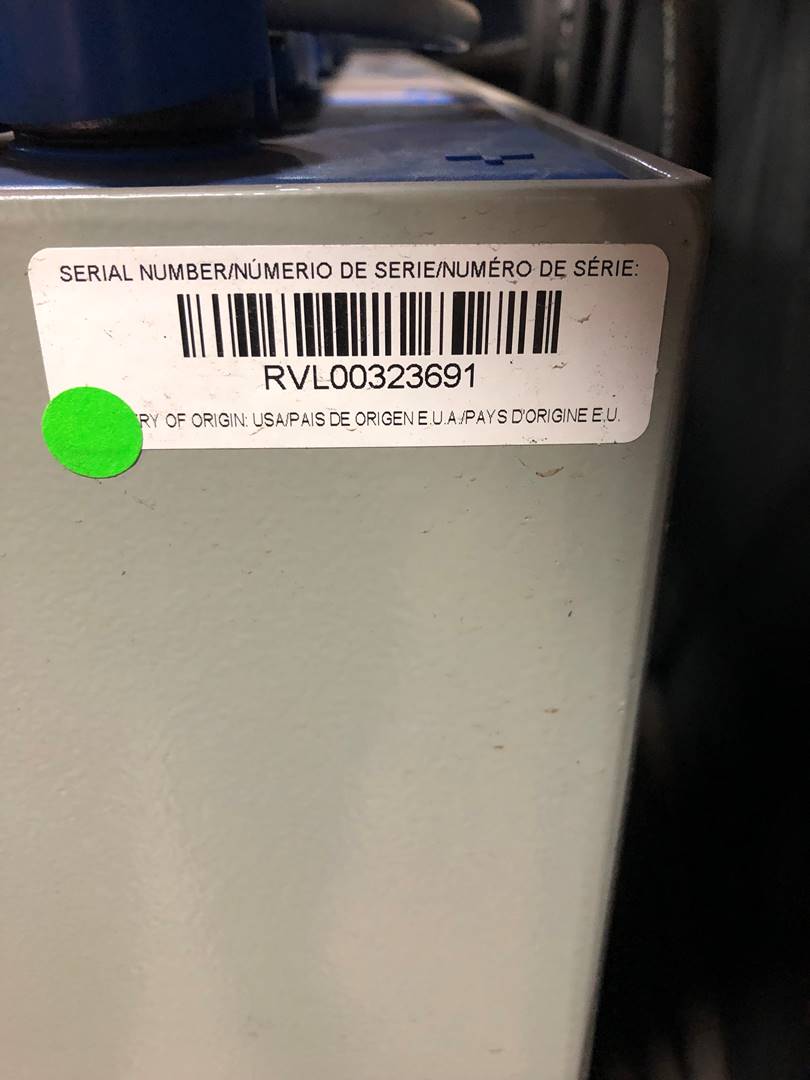 SERIAL NUMBER/NÚMERIO DE SERIE/NUMÉRO DE SÉRIE:
RVL00323691
RY OF ORIGIN: USA/PAIS DE ORIGEN E.U.A./PAYS D'ORIGINE E.U.